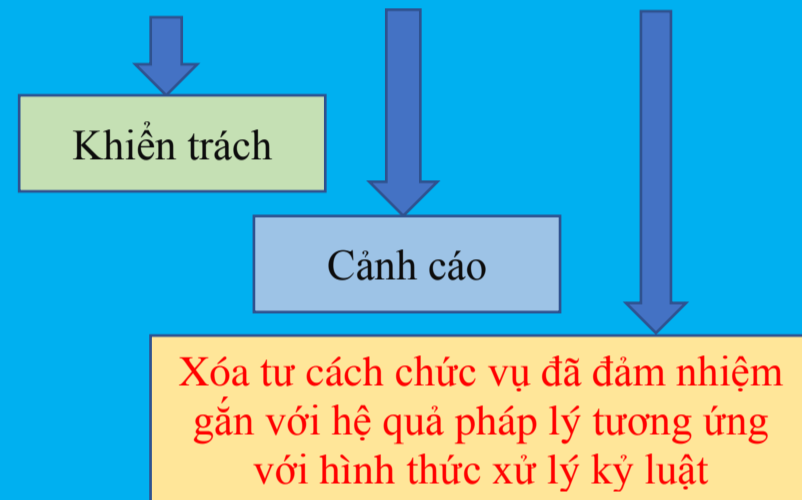 Khiển trách
Cảnh cáo
Xóa tư cách chức vụ đã đảm nhiệm
gắn với hệ quả pháp lý tương ứng
với hình thức xử lý kỷ luật